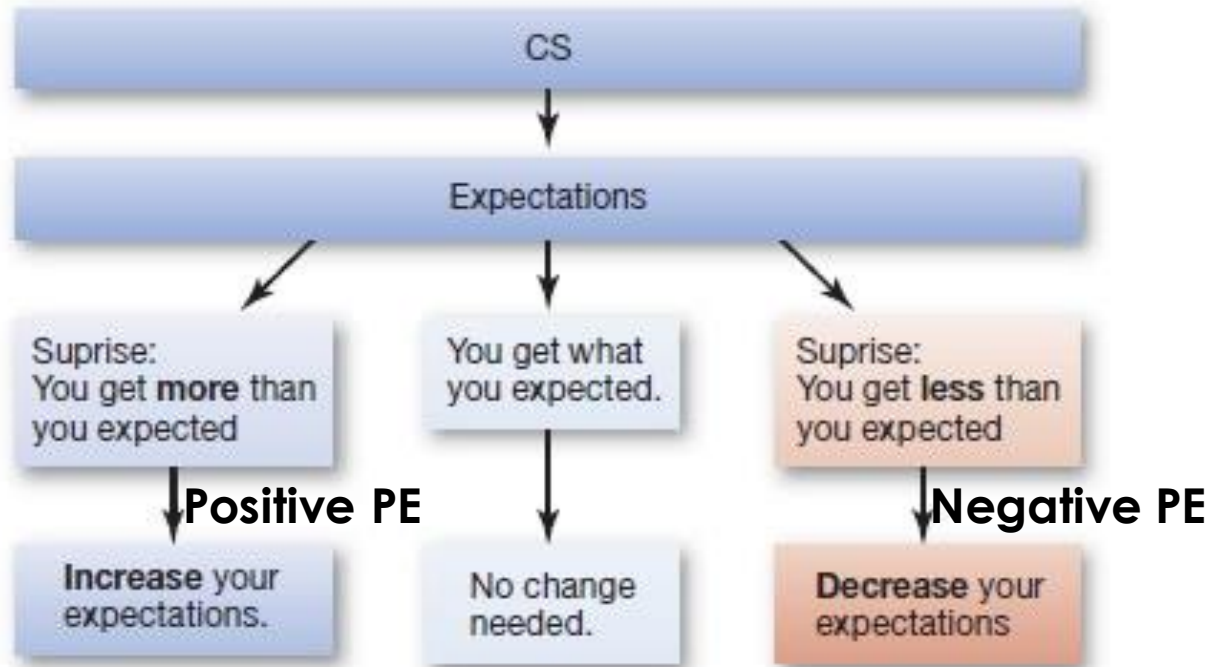 CS
Expectations
Suprise:
You get more than
you expected
You get what
you expected.
Suprise:
You get less than
you expected
Positive PE
Negative PE
Increase your
expectations.
No change
needed.
Decrease your
expectations